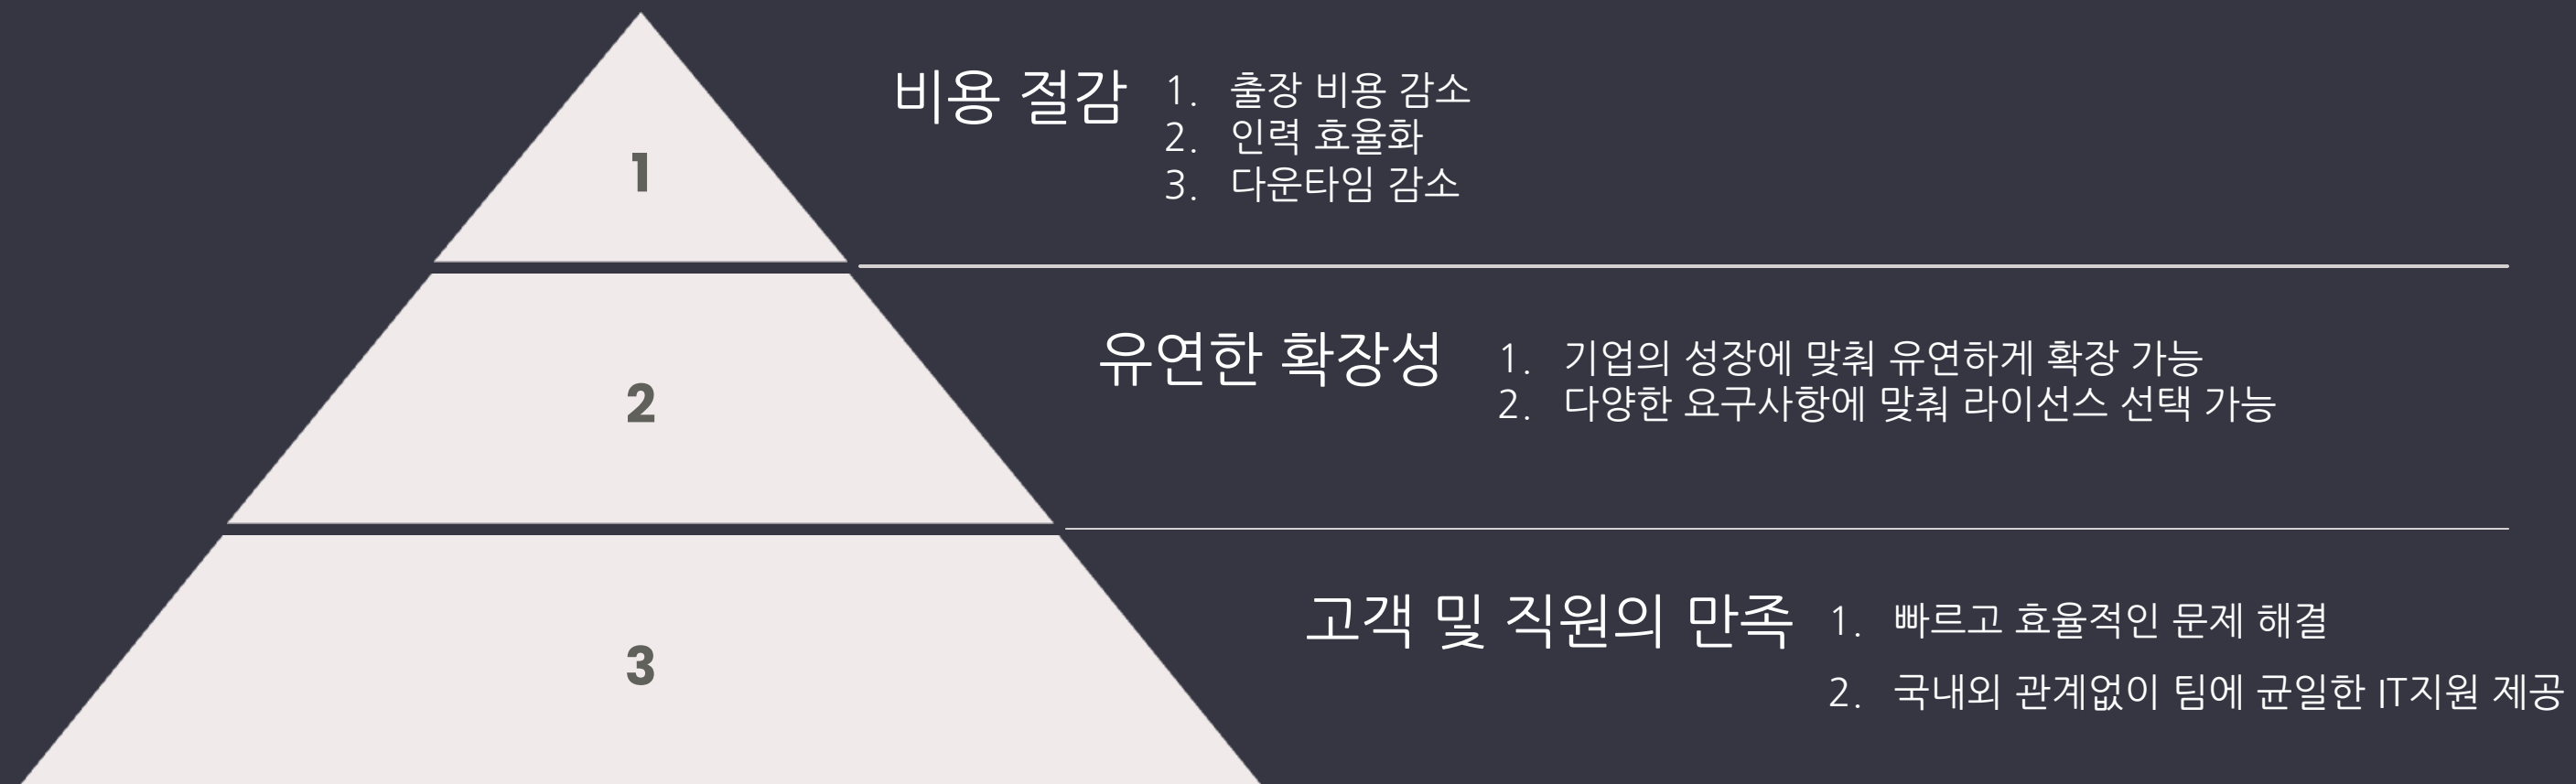 1
비용 절감
1. 출장 비용 감소
2. 인력 효율화
3. 다운타임 감소
2
유연한 확장성
1. 기업의 성장에 맞춰 유연하게 확장 가능
2. 다양한 요구사항에 맞춰 라이선스 선택 가능
3
고객 및 직원의 만족
1. 빠르고 효율적인 문제 해결
2. 국내외 관계없이 팀에 균일한 IT지원 제공